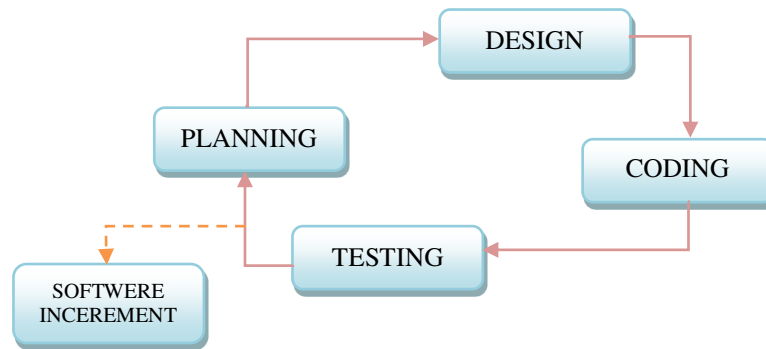 DESIGN
PLANNING
CODING
TESTING
SOFTWERE
INCEREMENT